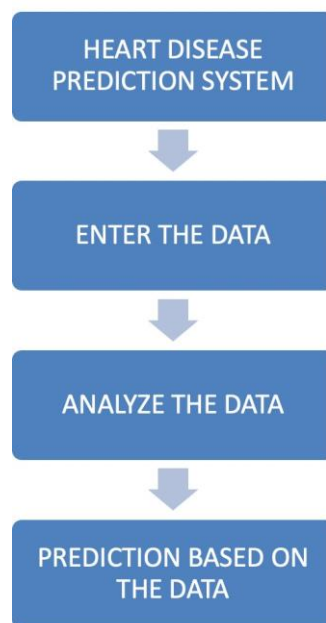 HEART DISEASE
PREDICTION SYSTEM
ENTER THE DATA
ANALYZE THE DATA
PREDICTION BASED ON
THE DATA